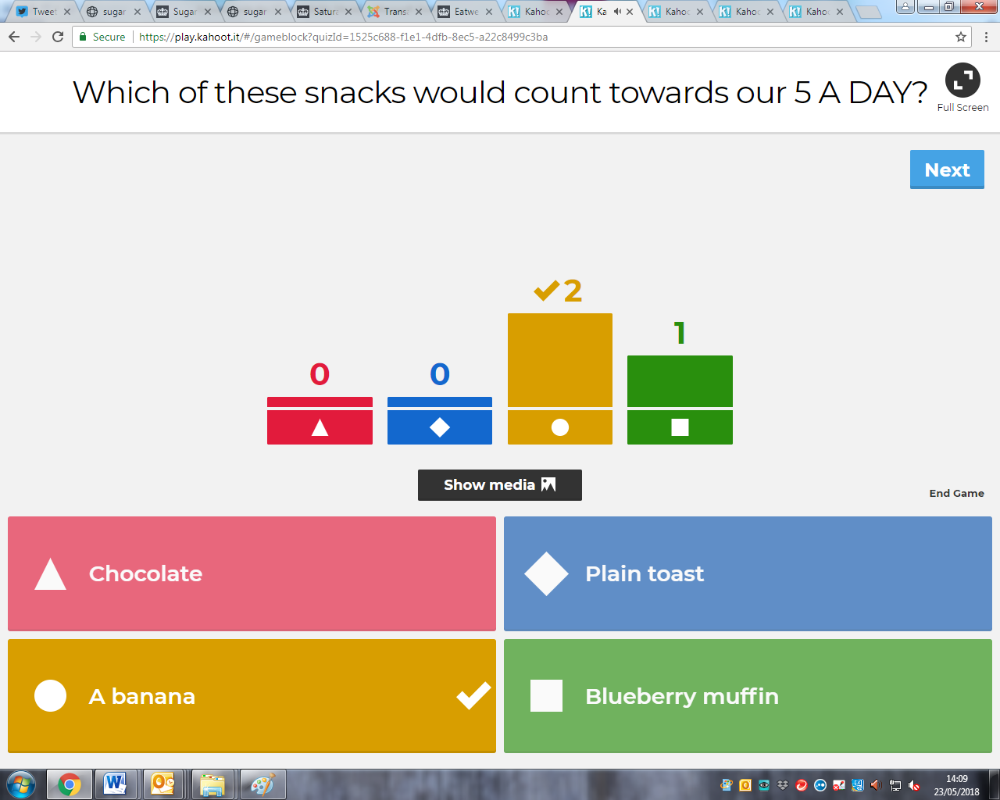 Tweet
sugar
Sugar
sugar
Satura
Transl
Eatwe
Kahoo
Ka
Kahoo
Kahoo
Kahoo
Secure
https://play.kahoot.it/#/gameblock?quizId=1525c688-f1e1-4dfb-8ec5-a22c8499c3ba
Which of these snacks would count towards our 5 A DAY?
Full Screen
Next
0
0
2
1
Show media
End Game
Chocolate
Plain toast
A banana
Blueberry muffin
14:09
23/05/2018